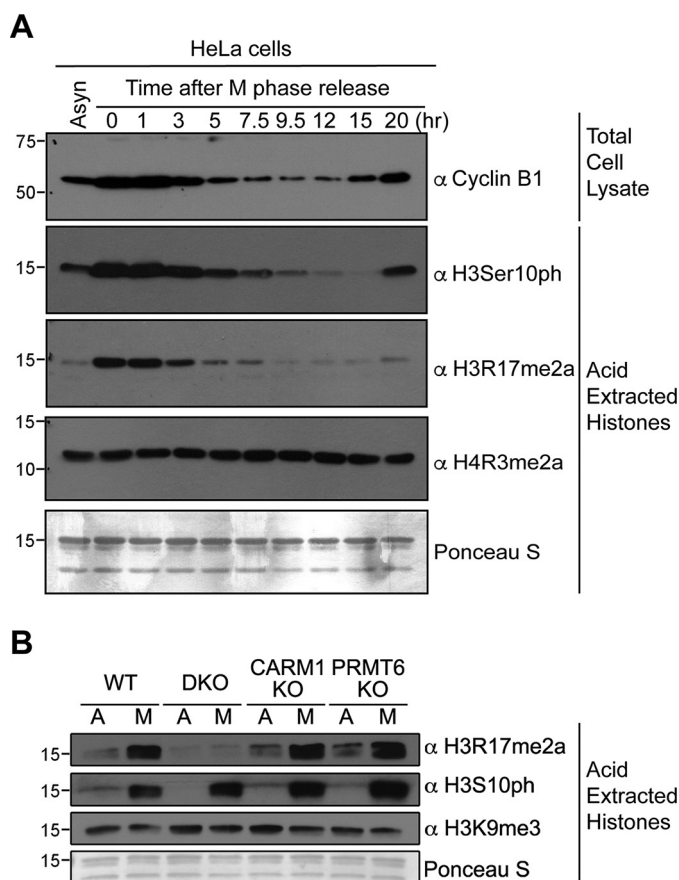 A
HeLa cells
Asyn
Time after M phase release
0 1 3 5 7.5 9.5 12 15 20 (hr)
75
50
α Cyclin B1
Total
Cell
Lysate
15
α H3Ser10ph
15
α H3R17me2a
Acid
Extracted
Histones
15
10
α H4R3me2a
15
Ponceau S
B
WT DKO CARM1 KO PRMT6 KO
A M A M A M A M
15
α H3R17me2a
15
α H3S10ph
Acid
Extracted
Histones
15
α H3K9me3
15
Ponceau S